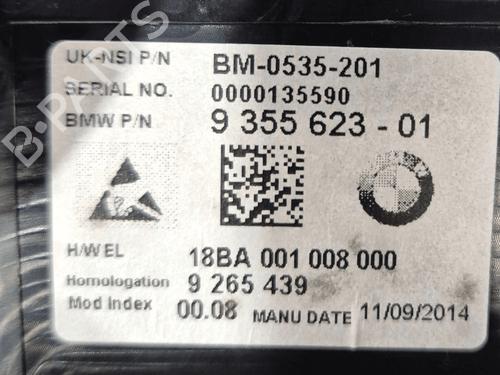 UK-NSI P/N BM-0535-201
SERIAL NO. 0000135590
BMW P/N 9 355 623 - 01
H/W EL 18BA 001 008 000
Homologation 9 265 439
Mod Index 00.08 MANU DATE 11/09/2014
B-PARTS